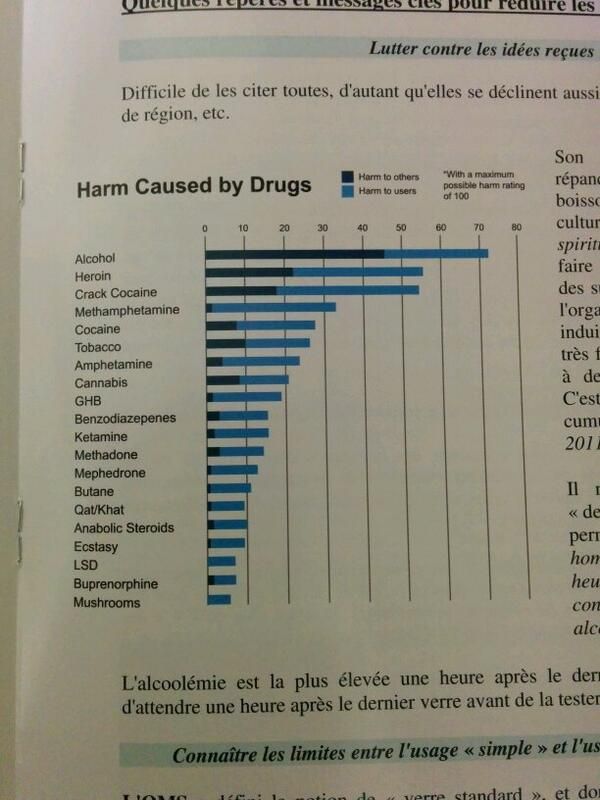 Quelques repères et messages clés pour réduire les
Lutter contre les idées reçues
Difficile de les citer toutes, d'autant qu'elles se déclinent aussi
de région, etc.
Harm Caused by Drugs
Harm to others
Harm to users
*With a maximum
possible harm rating
of 100
0 10 20 30 40 50 60 70 80
Alcohol
Heroin
Crack Cocaine
Methamphetamine
Cocaine
Tobacco
Amphetamine
Cannabis
GHB
Benzodiazepenes
Ketamine
Methadone
Mephedrone
Butane
Qat/Khat
Anabolic Steroids
Ecstasy
LSD
Buprenorphine
Mushrooms
Son
répand
boisso
cultur
spirit
faire
des su
l'orga
indui
très f
à de
C'est
cumu
2011
Il
« de
perr
hom
heu
con
alco
L'alcoolémie est la plus élevée une heure après le der
d'attendre une heure après le dernier verre avant de la tester
Connaître les limites entre l'usage « simple » et l'us
L'OMS défini la notion de « verre standard », et dor